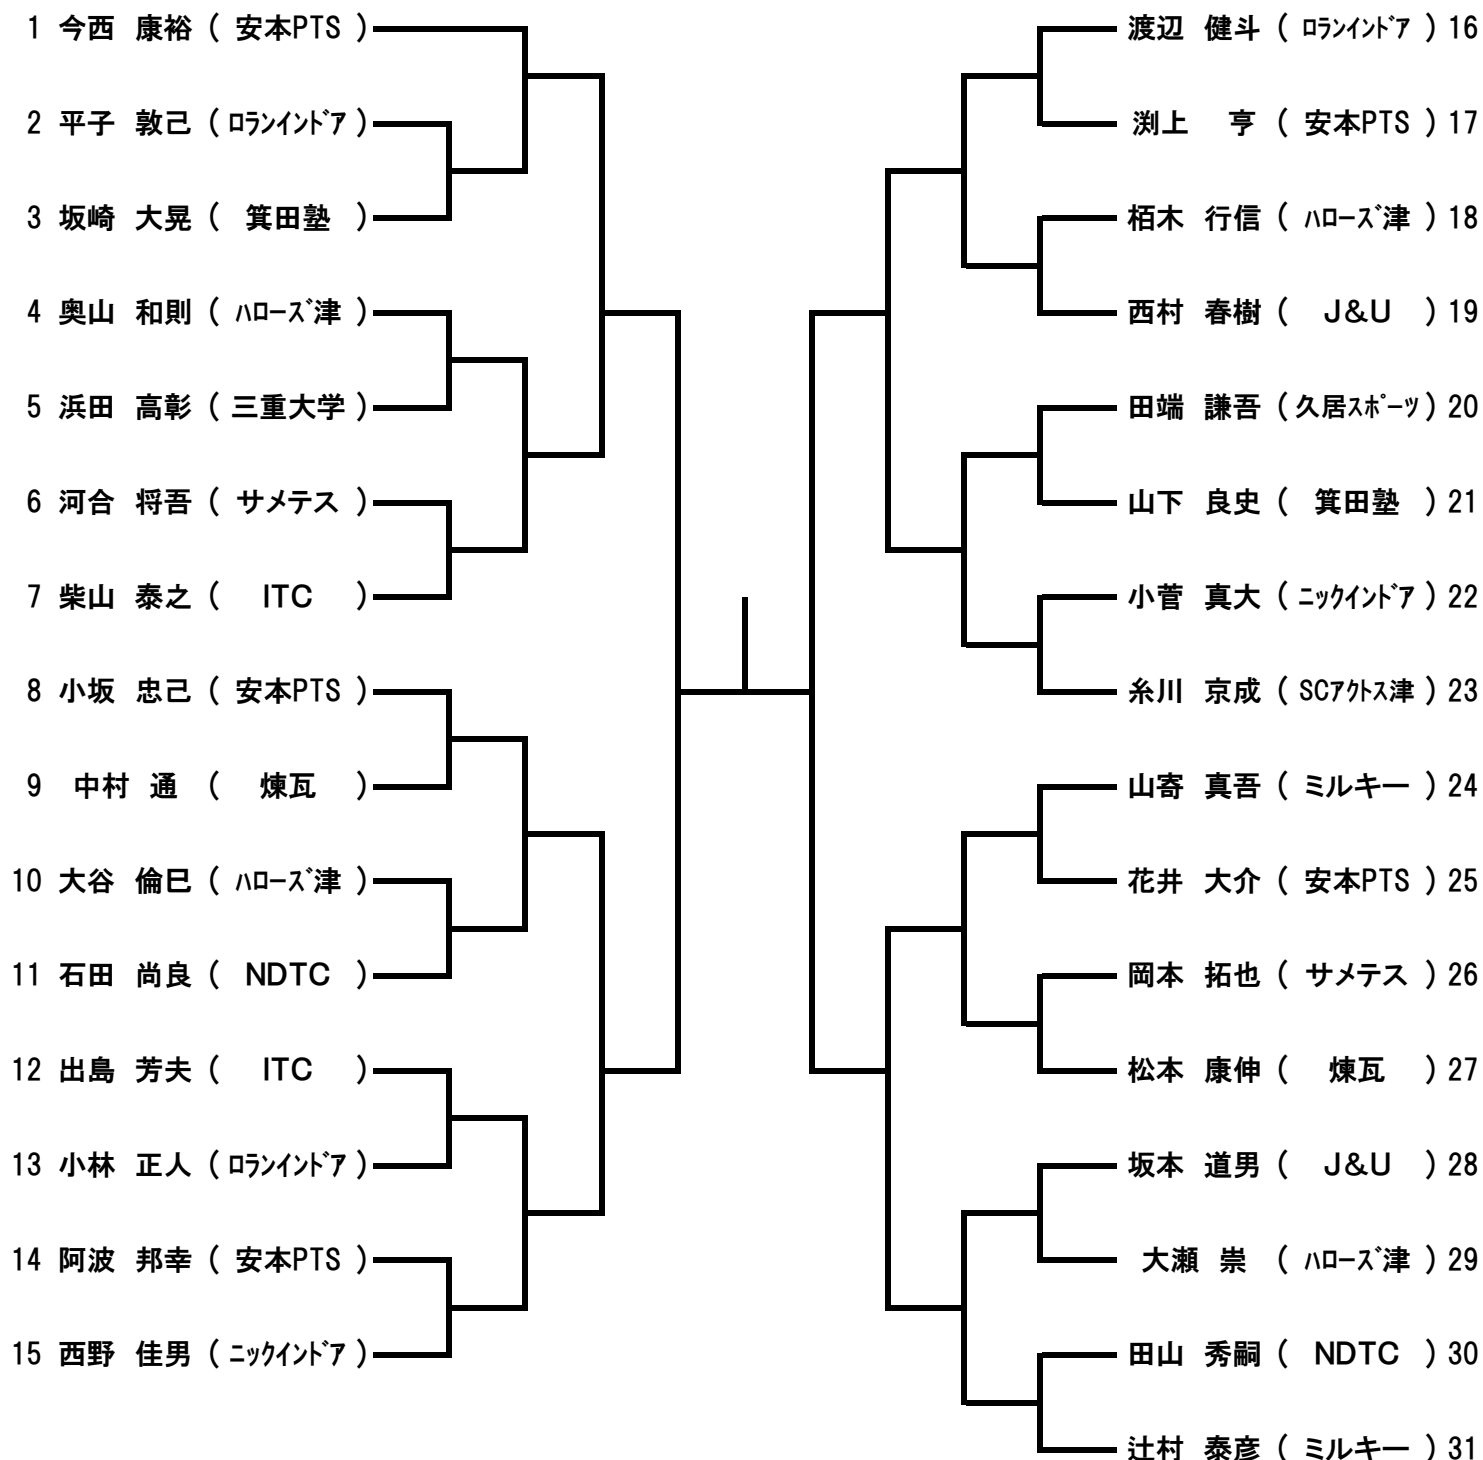 1 今西 康裕 ( 安本PTS )
2 平子 敦己 ( ﾛﾗﾝｲﾝﾄﾞｱ )
3 坂崎 大晃 ( 箕田塾 )
4 奥山 和則 ( ﾊﾛｰｽﾞ津 )
5 浜田 高彰 ( 三重大学 )
6 河合 将吾 ( サメテス )
7 柴山 泰之 ( ITC )
8 小坂 忠己 ( 安本PTS )
9 中村 通 ( 煉瓦 )
10 大谷 倫巳 ( ﾊﾛｰｽﾞ津 )
11 石田 尚良 ( NDTC )
12 出島 芳夫 ( ITC )
13 小林 正人 ( ﾛﾗﾝｲﾝﾄﾞｱ )
14 阿波 邦幸 ( 安本PTS )
15 西野 佳男 ( ﾆｯｸｲﾝﾄﾞｱ )
渡辺 健斗 ( ﾛﾗﾝｲﾝﾄﾞｱ ) 16
渕上 亨 ( 安本PTS ) 17
栢木 行信 ( ﾊﾛｰｽﾞ津 ) 18
西村 春樹 ( J&U ) 19
田端 謙吾 ( 久居ｽﾎﾟｰﾂ ) 20
山下 良史 ( 箕田塾 ) 21
小菅 真大 ( ﾆｯｸｲﾝﾄﾞｱ ) 22
糸川 京成 ( SCｱｸﾄｽ津 ) 23
山寄 真吾 ( ミルキー ) 24
花井 大介 ( 安本PTS ) 25
岡本 拓也 ( サメテス ) 26
松本 康伸 ( 煉瓦 ) 27
坂本 道男 ( J&U ) 28
大瀬 崇 ( ﾊﾛｰｽﾞ津 ) 29
田山 秀嗣 ( NDTC ) 30
辻村 泰彦 ( ミルキー ) 31